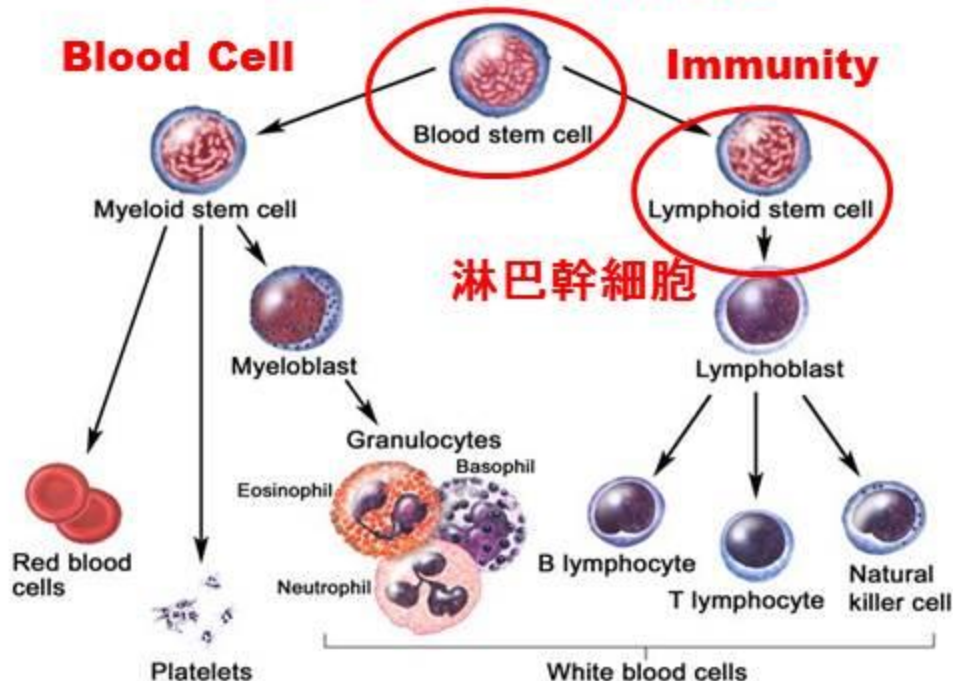 Blood Cell
Immunity
Blood stem cell
Myeloid stem cell
Lymphoid stem cell
淋巴幹細胞
Myeloblast
Lymphoblast
Granulocytes
Basophil
Eosinophil
Neutrophil
Red blood
cells
B lymphocyte
T lymphocyte
Natural
killer cell
Platelets
White blood cells